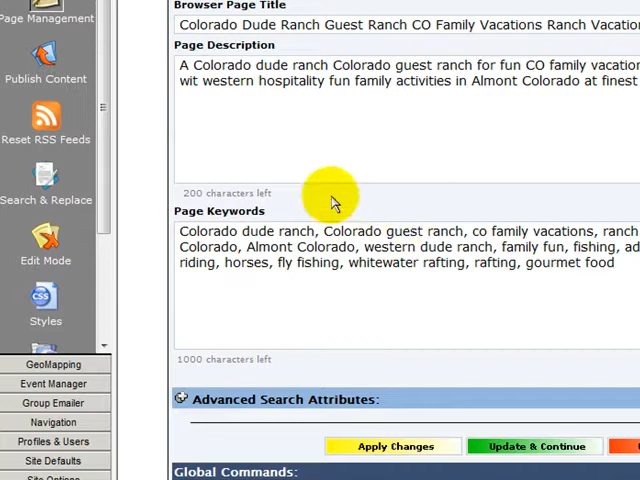 Page Management
Publish Content
Reset RSS Feeds
Search & Replace
Edit Mode
CSS
Styles
GeoMapping
Event Manager
Group Emailer
Navigation
Profiles & Users
Site Defaults
Site Options
Browser Page Title
Colorado Dude Ranch Guest Ranch CO Family Vacations Ranch Vacation
Page Description
A Colorado dude ranch Colorado guest ranch for fun CO family vacation
wit western hospitality fun family activities in Almont Colorado at finest
200 characters left
Page Keywords
Colorado dude ranch, Colorado guest ranch, co family vacations, ranch
Colorado, Almont Colorado, western dude ranch, family fun, fishing, ad
riding, horses, fly fishing, whitewater rafting, rafting, gourmet food
1000 characters left
Advanced Search Attributes:
Apply Changes
Update & Continue
Global Commands: